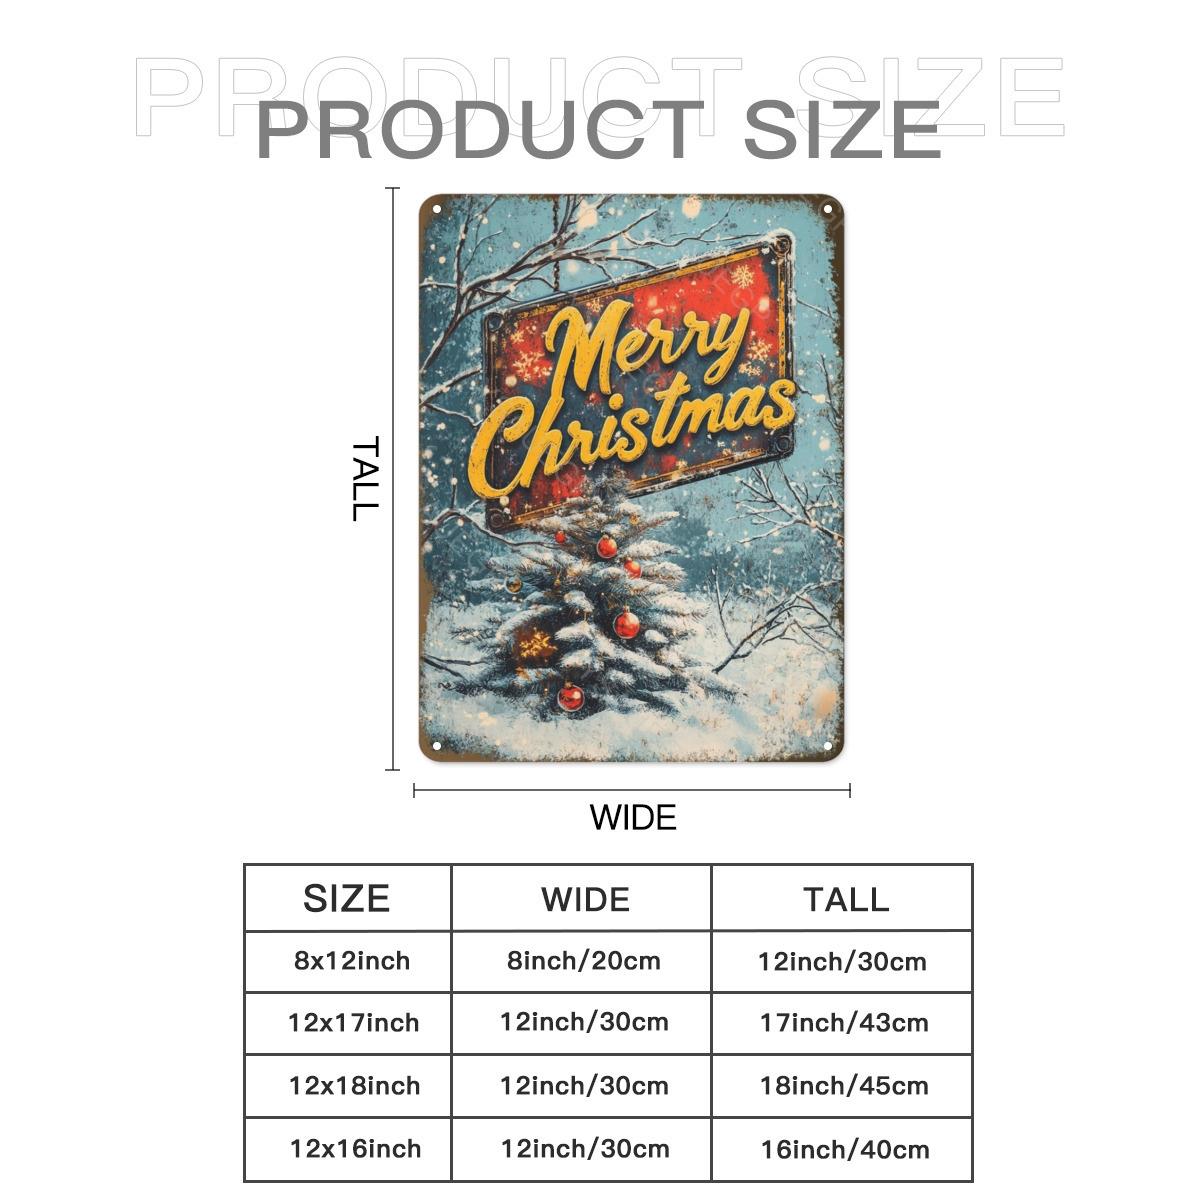 PRODUCT SIZE
PRODUCT SIZE
Merry
Christmas
TALL
WIDE
SIZE WIDE TALL
8x12inch 8inch/20cm 12inch/30cm
12x17inch 12inch/30cm 17inch/43cm
12x18inch 12inch/30cm 18inch/45cm
12x16inch 12inch/30cm 16inch/40cm